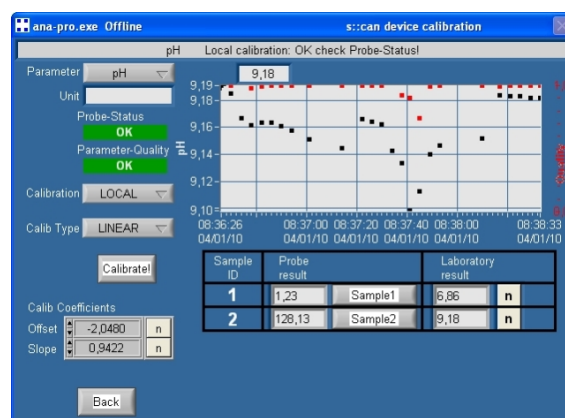 ana-pro.exe Offline s::can device calibration
pH Local calibration: OK check Probe-Status!
Parameter pH 9,18
Unit
Probe-Status
OK
Parameter-Quality
OK
Calibration LOCAL
Calib Type LINEAR
Calibrate!
Calib Coefficients
Offset -2,0480 n
Slope 0,9422 n
Back
pH
9,19
9,18
9,16
9,14
9,12
9,10
08:36:26 08:37:00 08:37:20 08:37:40 08:38:00 08:38:33
04/01/10 04/01/10 04/01/10 04/01/10 04/01/10 04/01/10
Sample ID Probe result Laboratory result
1 1,23 Sample1 6,86 n
2 128,13 Sample2 9,18 n